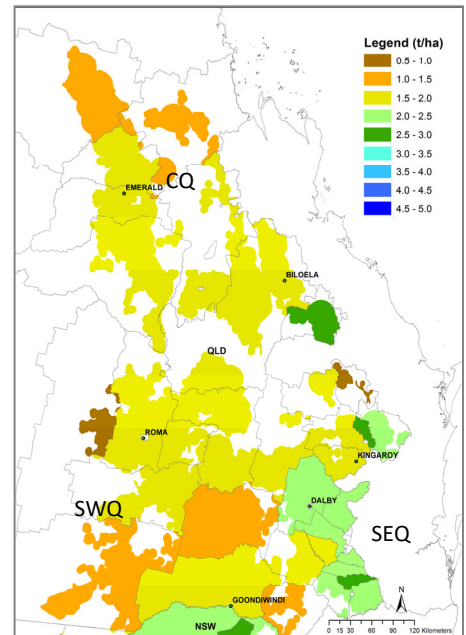 Legend (t/ha)
0.5 - 1.0
1.0 - 1.5
1.5 - 2.0
2.0 - 2.5
2.5 - 3.0
3.0 - 3.5
3.5 - 4.0
4.0 - 4.5
4.5 - 5.0
CQ
EMERALD
BILOELA
QLD
ROMA
KINGAROY
SWQ
DALBY
SEQ
GOONDIWINDI
NSW
N
0 15 30 60 90 120 Kilometers